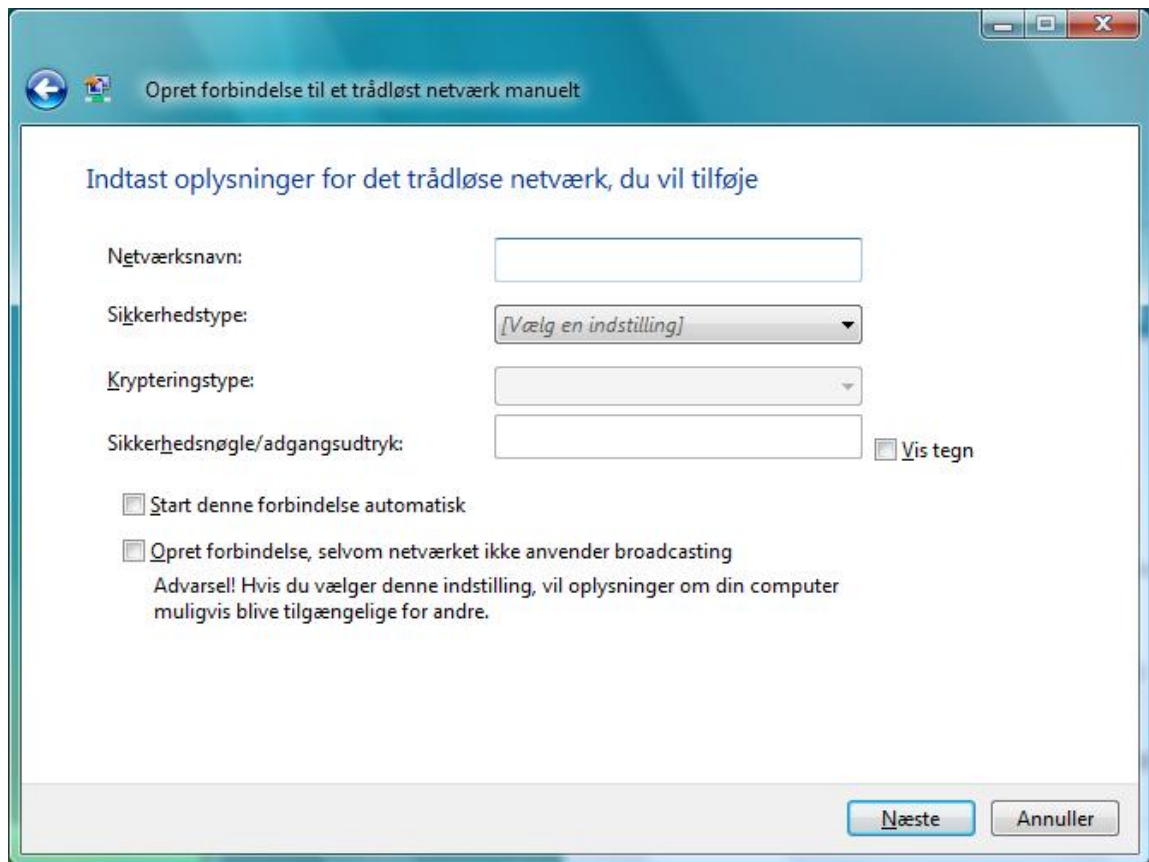 Opret forbindelse til et trådløst netværk manuelt
Indtast oplysninger for det trådløse netværk, du vil tilføje
Netværksnavn:
Sikkerhedstype:
[Vælg en indstilling]
Krypteringstype:
Sikkerhedsnøgle/adgangsudtryk:
Vis tegn
Start denne forbindelse automatisk
Opret forbindelse, selvom netværket ikke anvender broadcasting
Advarsel! Hvis du vælger denne indstilling, vil oplysninger om din computer
muligvis blive tilgængelige for andre.
Næste
Annuller